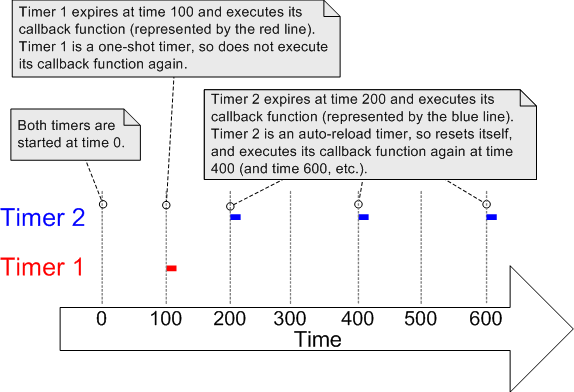 Timer 1 expires at time 100 and executes its
callback function (represented by the red line).
Timer 1 is a one-shot timer, so does not execute
its callback function again.
Timer 2 expires at time 200 and executes its
callback function (represented by the blue line).
Timer 2 is an auto-reload timer, so resets itself,
and executes its callback function again at time
400 (and time 600, etc.).
Both timers are
started at time 0.
Timer 2
Timer 1
0 100 200 300 400 500 600
Time